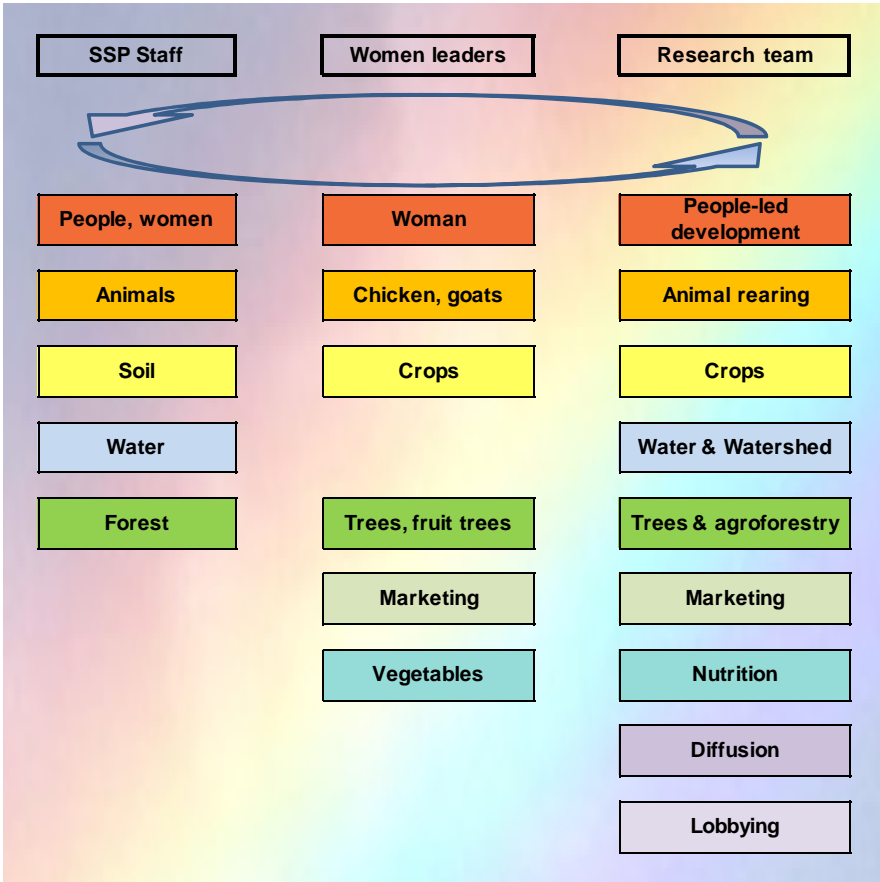 SSP Staff
Women leaders
Research team
People, women
Woman
People-led
development
Animals
Chicken, goats
Animal rearing
Soil
Crops
Crops
Water
Water & Watershed
Forest
Trees, fruit trees
Trees & agroforestry
Marketing
Marketing
Vegetables
Nutrition
Diffusion
Lobbying